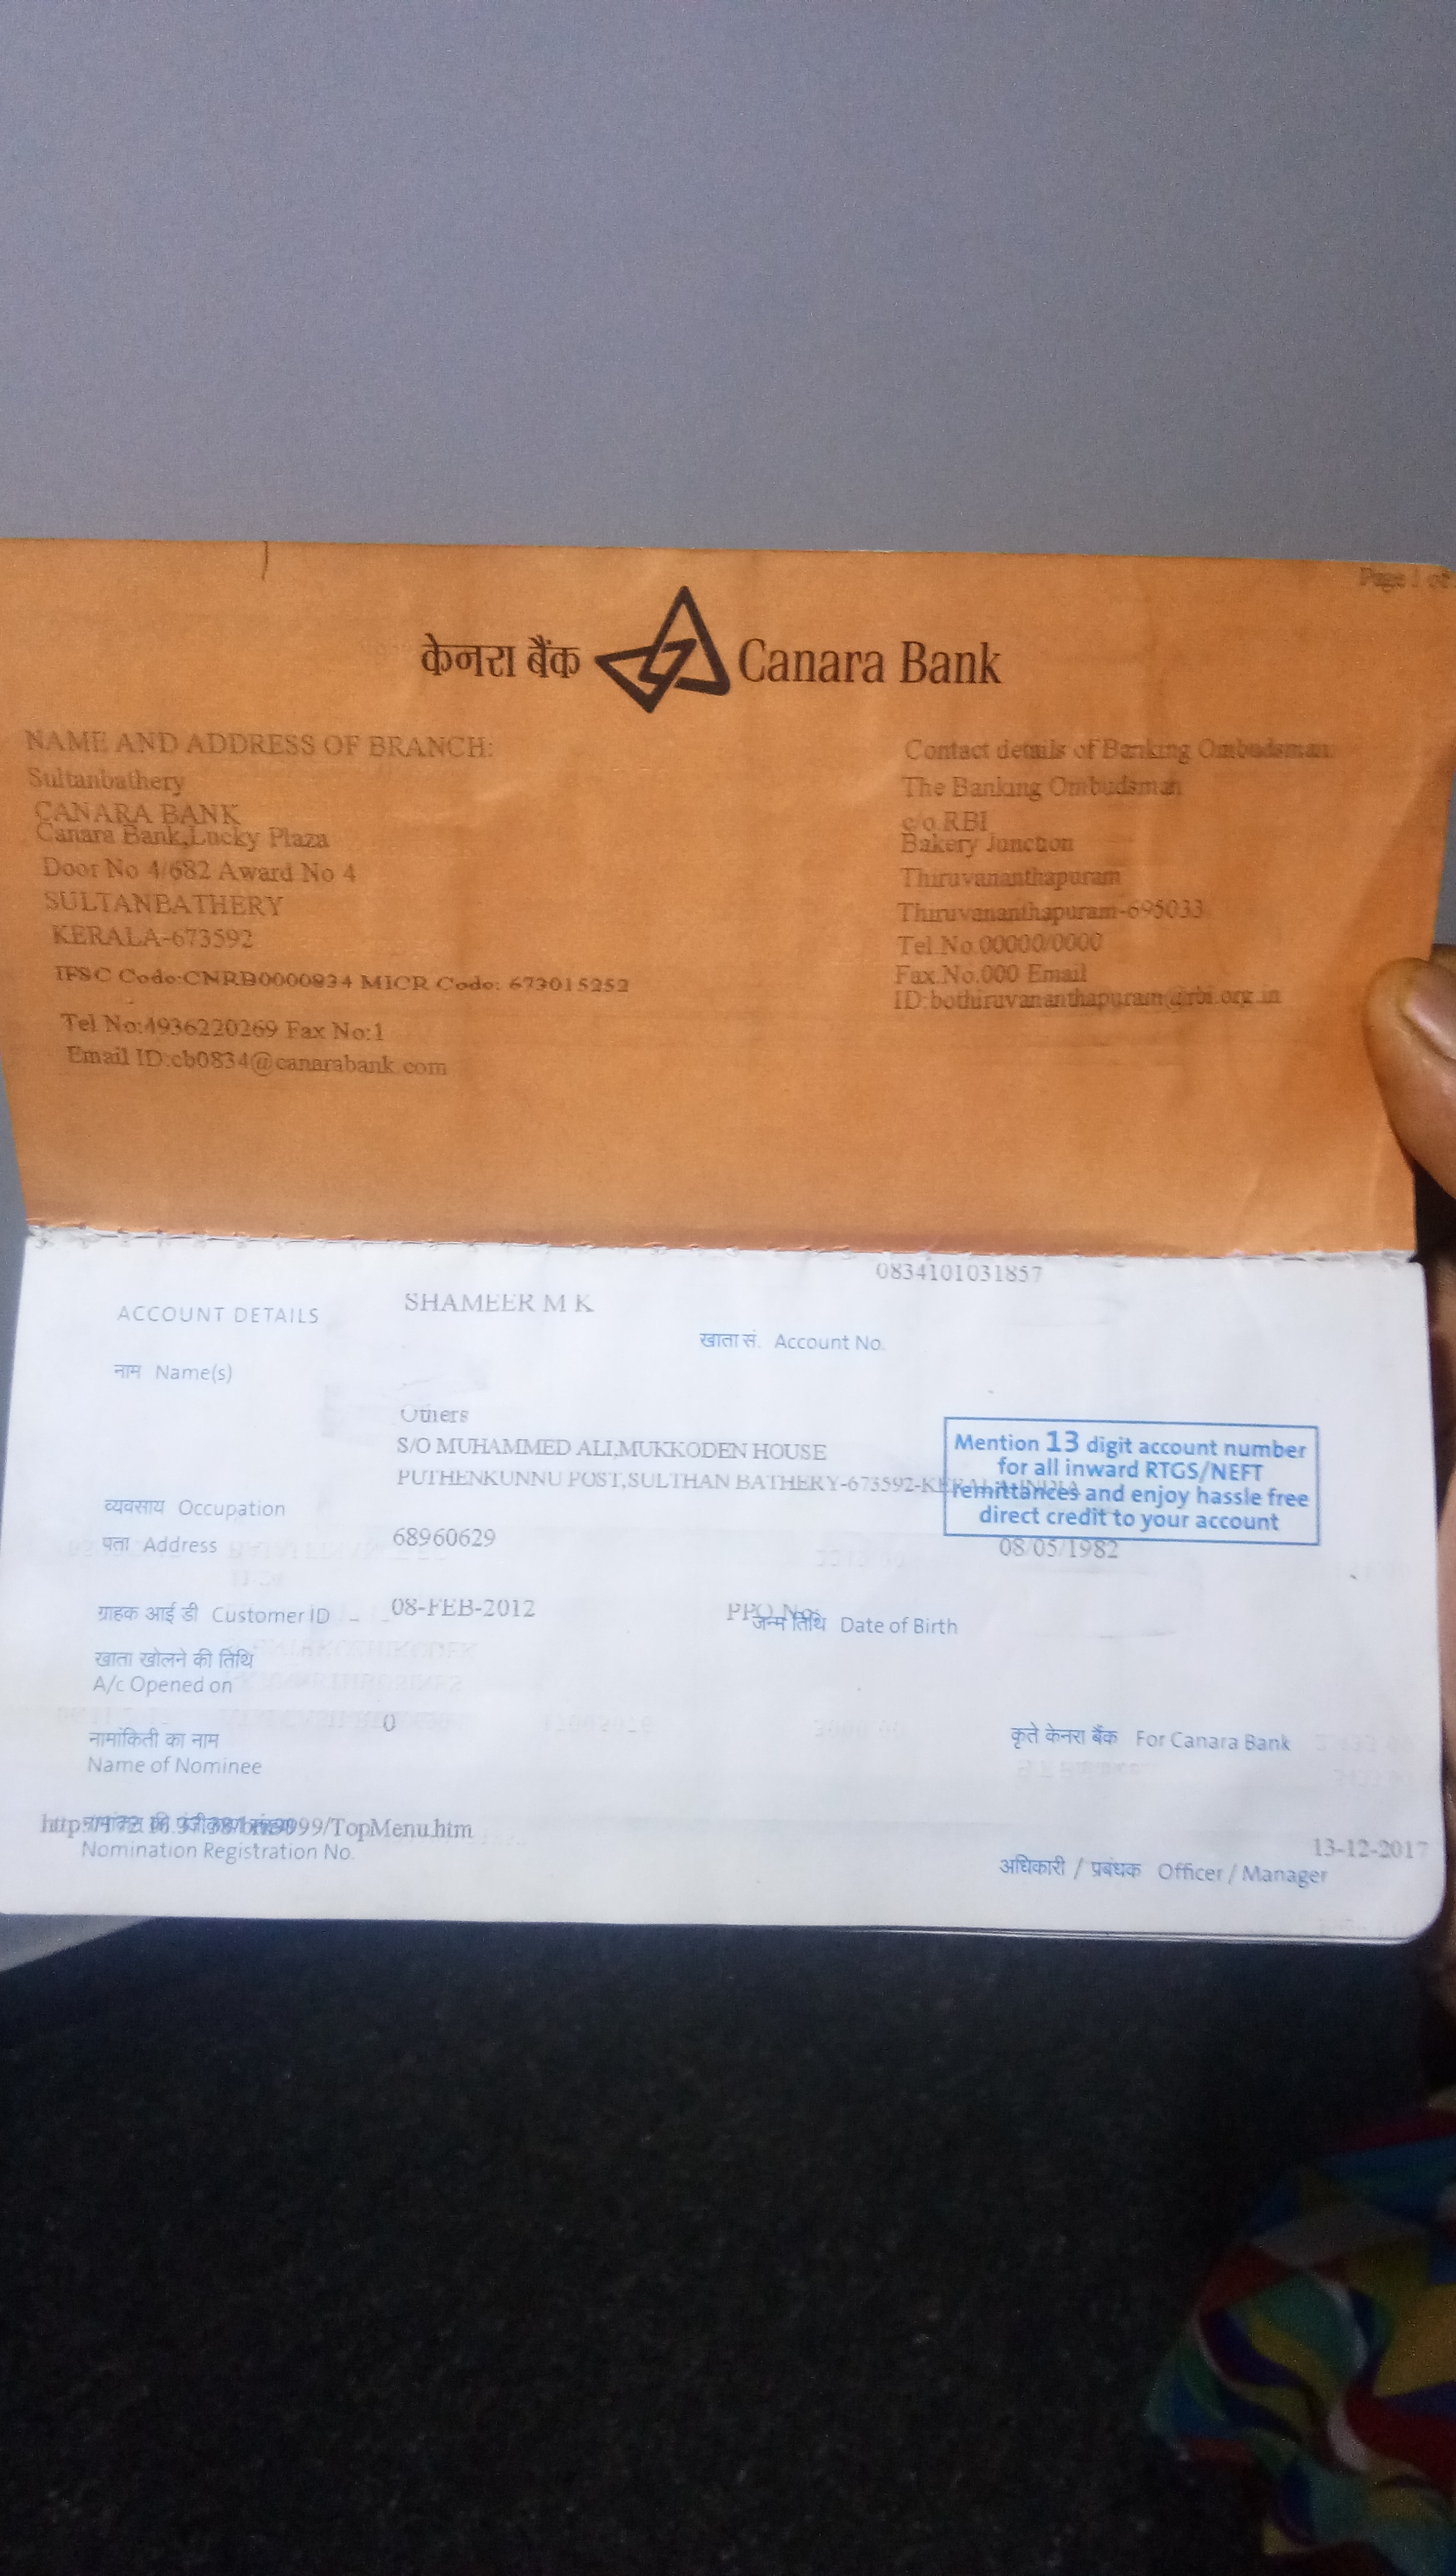 Page 1 of
केनरा बैंक Canara Bank
NAME AND ADDRESS OF BRANCH:
Sultanbathery
CANARA BANK
Canara Bank,Lucky Plaza
Door No 4/682 Award No 4
SULTANBATHERY
KERALA-673592
IFSC Code:CNRB0000834 MICR Code: 673015252
Tel No:4936220269 Fax No:1
Email ID:cb0834@canarabank.com
Contact details of Banking Ombudsman:
The Banking Ombudsman
c/o RBI
Bakery Junction
Thiruvananthapuram
Thiruvananthapuram-695033
Tel.No.00000/0000
Fax.No.000 Email
ID:bothiruvananthapuram@rbi.org.in
0834101031857
SHAMEER M K
ACCOUNT DETAILS
खाता सं. Account No.
नाम Name(s)
Others
S/O MUHAMMED ALI,MUKKODEN HOUSE
PUTHENKUNNU POST,SULTHAN BATHERY-673592-KERALA INDIA
Mention 13 digit account number
for all inward RTGS/NEFT
remittances and enjoy hassle free
direct credit to your account
व्यवसाय Occupation
पता Address
68960629
08/05/1982
ग्राहक आई डी Customer ID
08-FEB-2012
PPO No.
जन्म तिथि Date of Birth
खाता खोलने की तिथि
A/c Opened on
0
नामांकिती का नाम
Name of Nominee
कृते केनरा बैंक For Canara Bank
/TopMenu.htm
Nomination Registration No.
13-12-2017
अधिकारी / प्रबंधक Officer / Manager